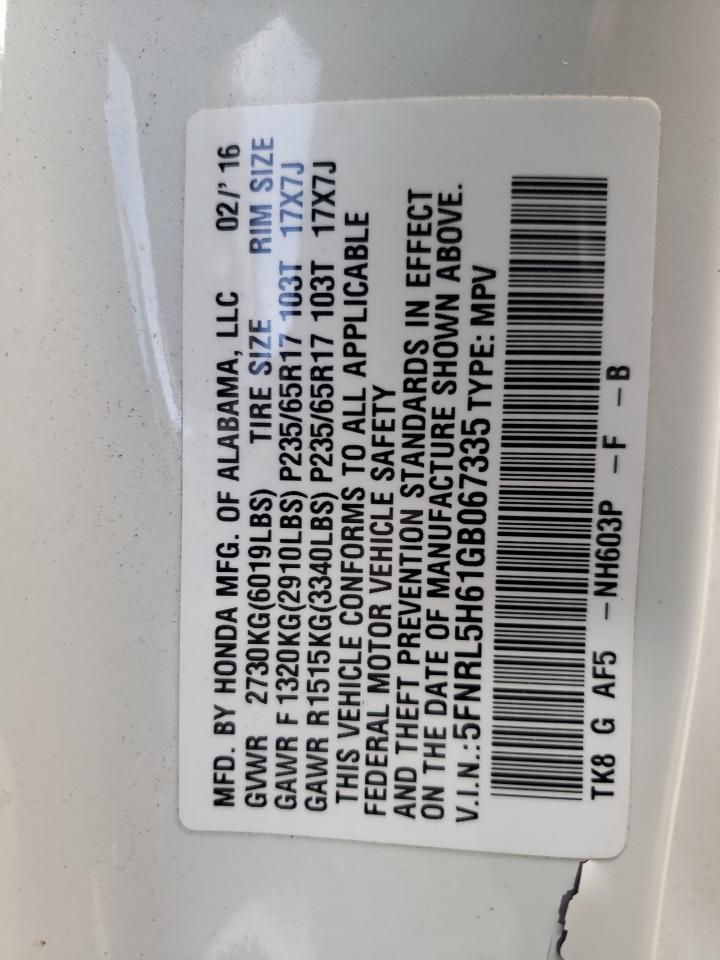 MFD. BY HONDA MFG. OF ALABAMA, LLC 02/' 16
GVWR 2730KG(6019LBS) TIRE SIZE RIM SIZE
GAWR F 1320KG(2910LBS) P235/65R17 103T 17X7J
GAWR R1515KG(3340LBS) P235/65R17 103T 17X7J
THIS VEHICLE CONFORMS TO ALL APPLICABLE
FEDERAL MOTOR VEHICLE SAFETY
AND THEFT PREVENTION STANDARDS IN EFFECT
ON THE DATE OF MANUFACTURE SHOWN ABOVE.
V.I.N.:5FNRL5H61GB067335 TYPE: MPV
TK8 G AF5 –NH603P –F –B